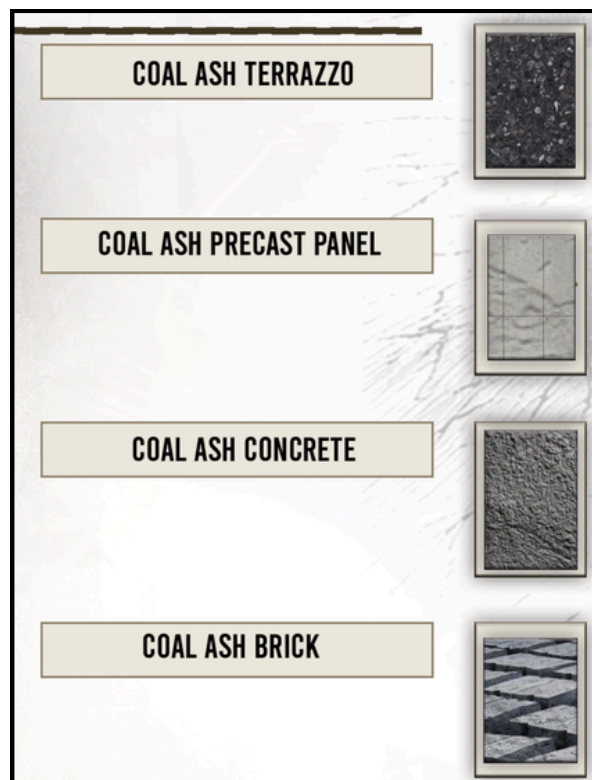 COAL ASH TERRAZZO
COAL ASH PRECAST PANEL
COAL ASH CONCRETE
COAL ASH BRICK